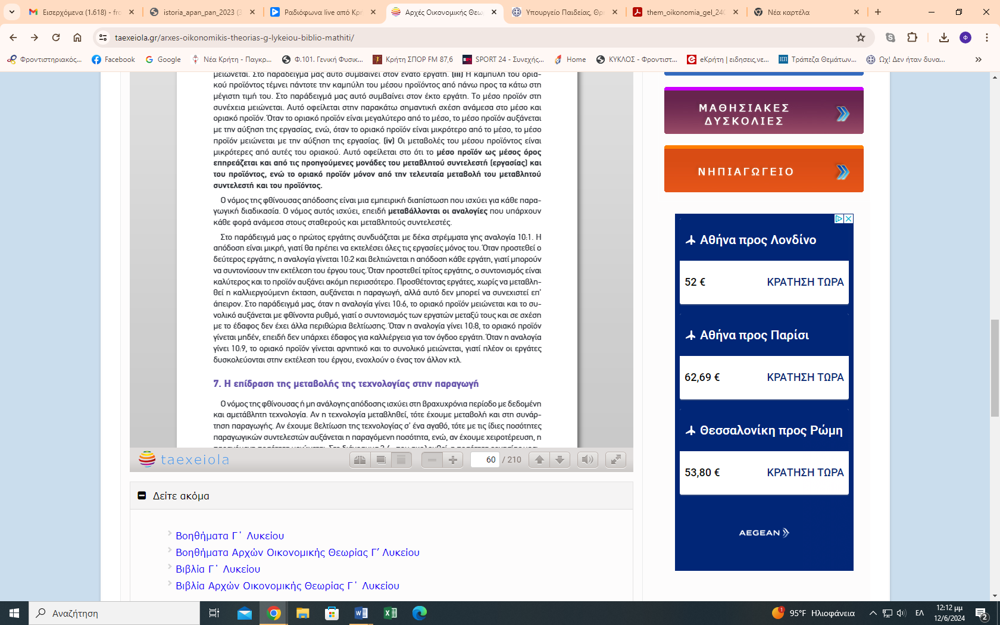 Εισερχόμενα (1.618) - fro
istoria_apan_pan_2023 (3
Ραδιόφωνα live από Κρή
Αρχές Οικονομικής Θεω
Υπουργείο Παιδείας, Θρ
them_oikonomia_gel_240
Νέα καρτέλα
taexeiola.gr/arxes-oikonomikis-theorias-g-lykeiou-biblio-mathiti/
Φροντιστηριακός...
Facebook
Google
Νέα Κρήτη - Παγκρ...
Φ.101. Γενική Φυσικ...
Κρήτη ΣΠΟΡ FM 87,6
SPORT 24 - Συνεχής...
Home
ΚΥΚΛΟΣ - Φροντιστ...
eΚρήτη | ειδησεις,νε...
Τράπεζα Θεμάτων...
Ωχ! Δεν ήταν δυνα...
μειώνεται. Στο παράδειγμά μας αυτό συμβαίνει στον ένατο εργάτη. (iii) Η καμπύλη του ορια-
κού προϊόντος τέμνει πάντοτε την καμπύλη του μέσου προϊόντος από πάνω προς τα κάτω στη
μέγιστη τιμή του. Στο παράδειγμά μας αυτό συμβαίνει στον έκτο εργάτη. Το μέσο προϊόν στη
συνέχεια μειώνεται. Αυτό οφείλεται στην παρακάτω σημαντική σχέση ανάμεσα στο μέσο και
οριακό προϊόν. Όταν το οριακό προϊόν είναι μεγαλύτερο από το μέσο, το μέσο προϊόν αυξάνεται
με την αύξηση της εργασίας, ενώ, όταν το οριακό προϊόν είναι μικρότερο από το μέσο, το μέσο
προϊόν μειώνεται με την αύξηση της εργασίας. (iv) Οι μεταβολές του μέσου προϊόντος είναι
μικρότερες από αυτές του οριακού. Αυτό οφείλεται στο ότι το μέσο προϊόν ως μέσος όρος
επηρεάζεται και από τις προηγούμενες μονάδες του μεταβλητού συντελεστή (εργασίας) και
του προϊόντος, ενώ το οριακό προϊόν μόνον από την τελευταία μεταβολή του μεταβλητού
συντελεστή και του προϊόντος.
Ο νόμος της φθίνουσας απόδοσης είναι μια εμπειρική διαπίστωση που ισχύει για κάθε παρα-
γωγική διαδικασία. Ο νόμος αυτός ισχύει, επειδή μεταβάλλονται οι αναλογίες που υπάρχουν
κάθε φορά ανάμεσα στους σταθερούς και μεταβλητούς συντελεστές.
Στο παράδειγμά μας ο πρώτος εργάτης συνδυάζεται με δέκα στρέμματα γης αναλογία 10:1. Η
απόδοση είναι μικρή, γιατί θα πρέπει να εκτελέσει όλες τις εργασίες μόνος του. Όταν προστεθεί ο
δεύτερος εργάτης, η αναλογία γίνεται 10:2 και βελτιώνεται η απόδοση κάθε εργάτη, γιατί μπορούν
να συντονίσουν την εκτέλεση του έργου τους. Όταν προστεθεί τρίτος εργάτης, ο συντονισμός είναι
καλύτερος και το προϊόν αυξάνει ακόμη περισσότερο. Προσθέτοντας εργάτες, χωρίς να μεταβλη-
θεί η καλλιεργούμενη έκταση, αυξάνεται η παραγωγή, αλλά αυτό δεν μπορεί να συνεχιστεί επ'
άπειρον. Στο παράδειγμά μας, όταν η αναλογία γίνει 10:6, το οριακό προϊόν μειώνεται και το συ-
νολικό αυξάνεται με φθίνοντα ρυθμό, γιατί ο συντονισμός των εργατών μεταξύ τους και σε σχέση
με το έδαφος δεν έχει άλλα περιθώρια βελτίωσης. Όταν η αναλογία γίνει 10:8, το οριακό προϊόν
γίνεται μηδέν, επειδή δεν υπάρχει έδαφος για καλλιέργεια για τον όγδοο εργάτη. Όταν η αναλογία
γίνει 10:9, το οριακό προϊόν γίνεται αρνητικό και το συνολικό μειώνεται, γιατί πλέον οι εργάτες
δυσκολεύονται στην εκτέλεση του έργου, ενοχλούν ο ένας τον άλλον κτλ.
7. Η επίδραση της μεταβολής της τεχνολογίας στην παραγωγή
Ο νόμος της φθίνουσας ή μη ανάλογης απόδοσης ισχύει στη βραχυχρόνια περίοδο με δεδομένη
και αμετάβλητη τεχνολογία. Αν η τεχνολογία μεταβληθεί, τότε έχουμε μεταβολή και στη συνάρ-
τηση παραγωγής. Αν έχουμε βελτίωση της τεχνολογίας σ' ένα αγαθό, τότε με τις ίδιες ποσότητες
παραγωγικών συντελεστών αυξάνεται η παραγόμενη ποσότητα, ενώ, αν έχουμε χειροτέρευση, η
taexeiola
60 / 210
Δείτε ακόμα
Βοηθήματα Γ΄ Λυκείου
Βοηθήματα Αρχών Οικονομικής Θεωρίας Γ΄ Λυκείου
Βιβλία Γ΄ Λυκείου
Βιβλία Αρχών Οικονομικής Θεωρίας Γ΄ Λυκείου
ΜΑΘΗΣΙΑΚΕΣ
ΔΥΣΚΟΛΙΕΣ
ΝΗΠΙΑΓΩΓΕΙΟ
Αθήνα προς Λονδίνο
52 € ΚΡΑΤΗΣΗ ΤΩΡΑ
Αθήνα προς Παρίσι
62,69 € ΚΡΑΤΗΣΗ ΤΩΡΑ
Θεσσαλονίκη προς Ρώμη
53,80 € ΚΡΑΤΗΣΗ ΤΩΡΑ
AEGEAN
Αναζήτηση
1
95°F Ηλιοφάνεια
ΕΛ
12:12 μμ
12/6/2024
2